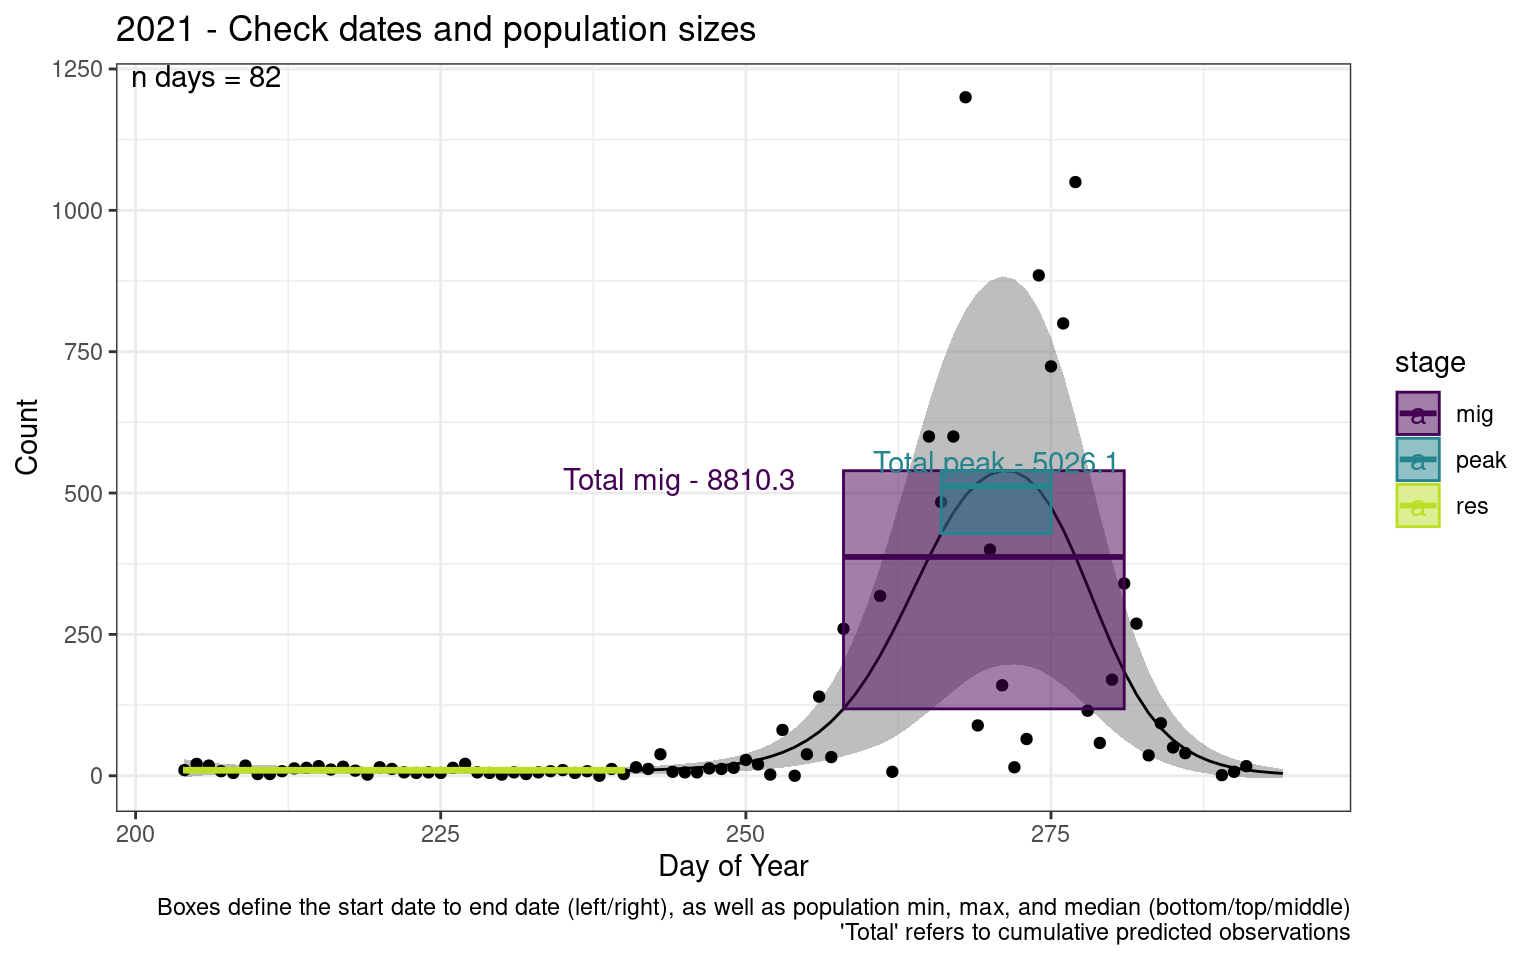 2021 - Check dates and population sizes
n days = 82
1250
1000
750
500
250
0
Count
Total mig - 8810.3
Total peak - 5026.1
200
225
250
275
Day of Year
stage
a mig
a peak
a res
Boxes define the start date to end date (left/right), as well as population min, max, and median (bottom/top/middle)
'Total' refers to cumulative predicted observations